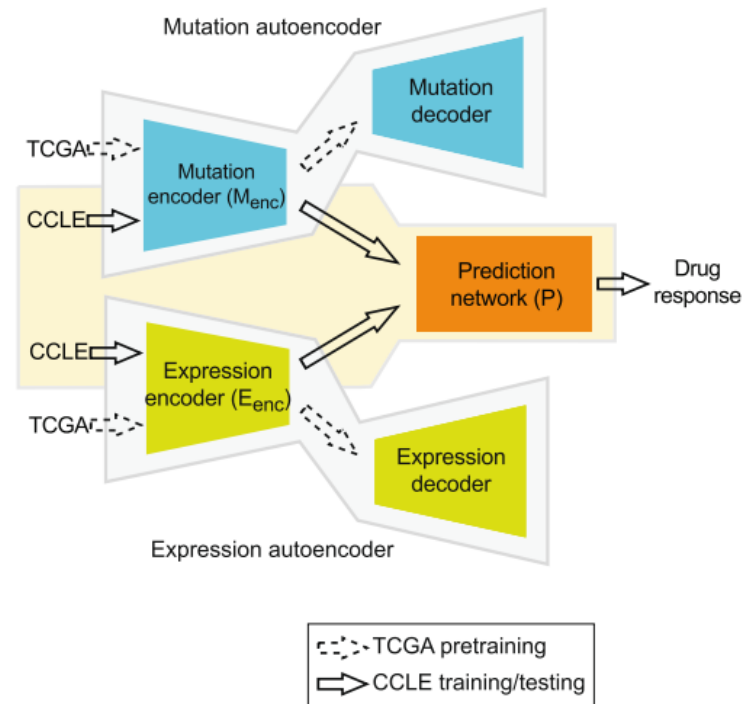 Mutation autoencoder
Mutation
decoder
TCGA
Mutation
encoder (Menc)
CCLE
Prediction
network (P)
Drug
response
CCLE
Expression
encoder (Eenc)
TCGA
Expression
decoder
Expression autoencoder
TCGA pretraining
CCLE training/testing